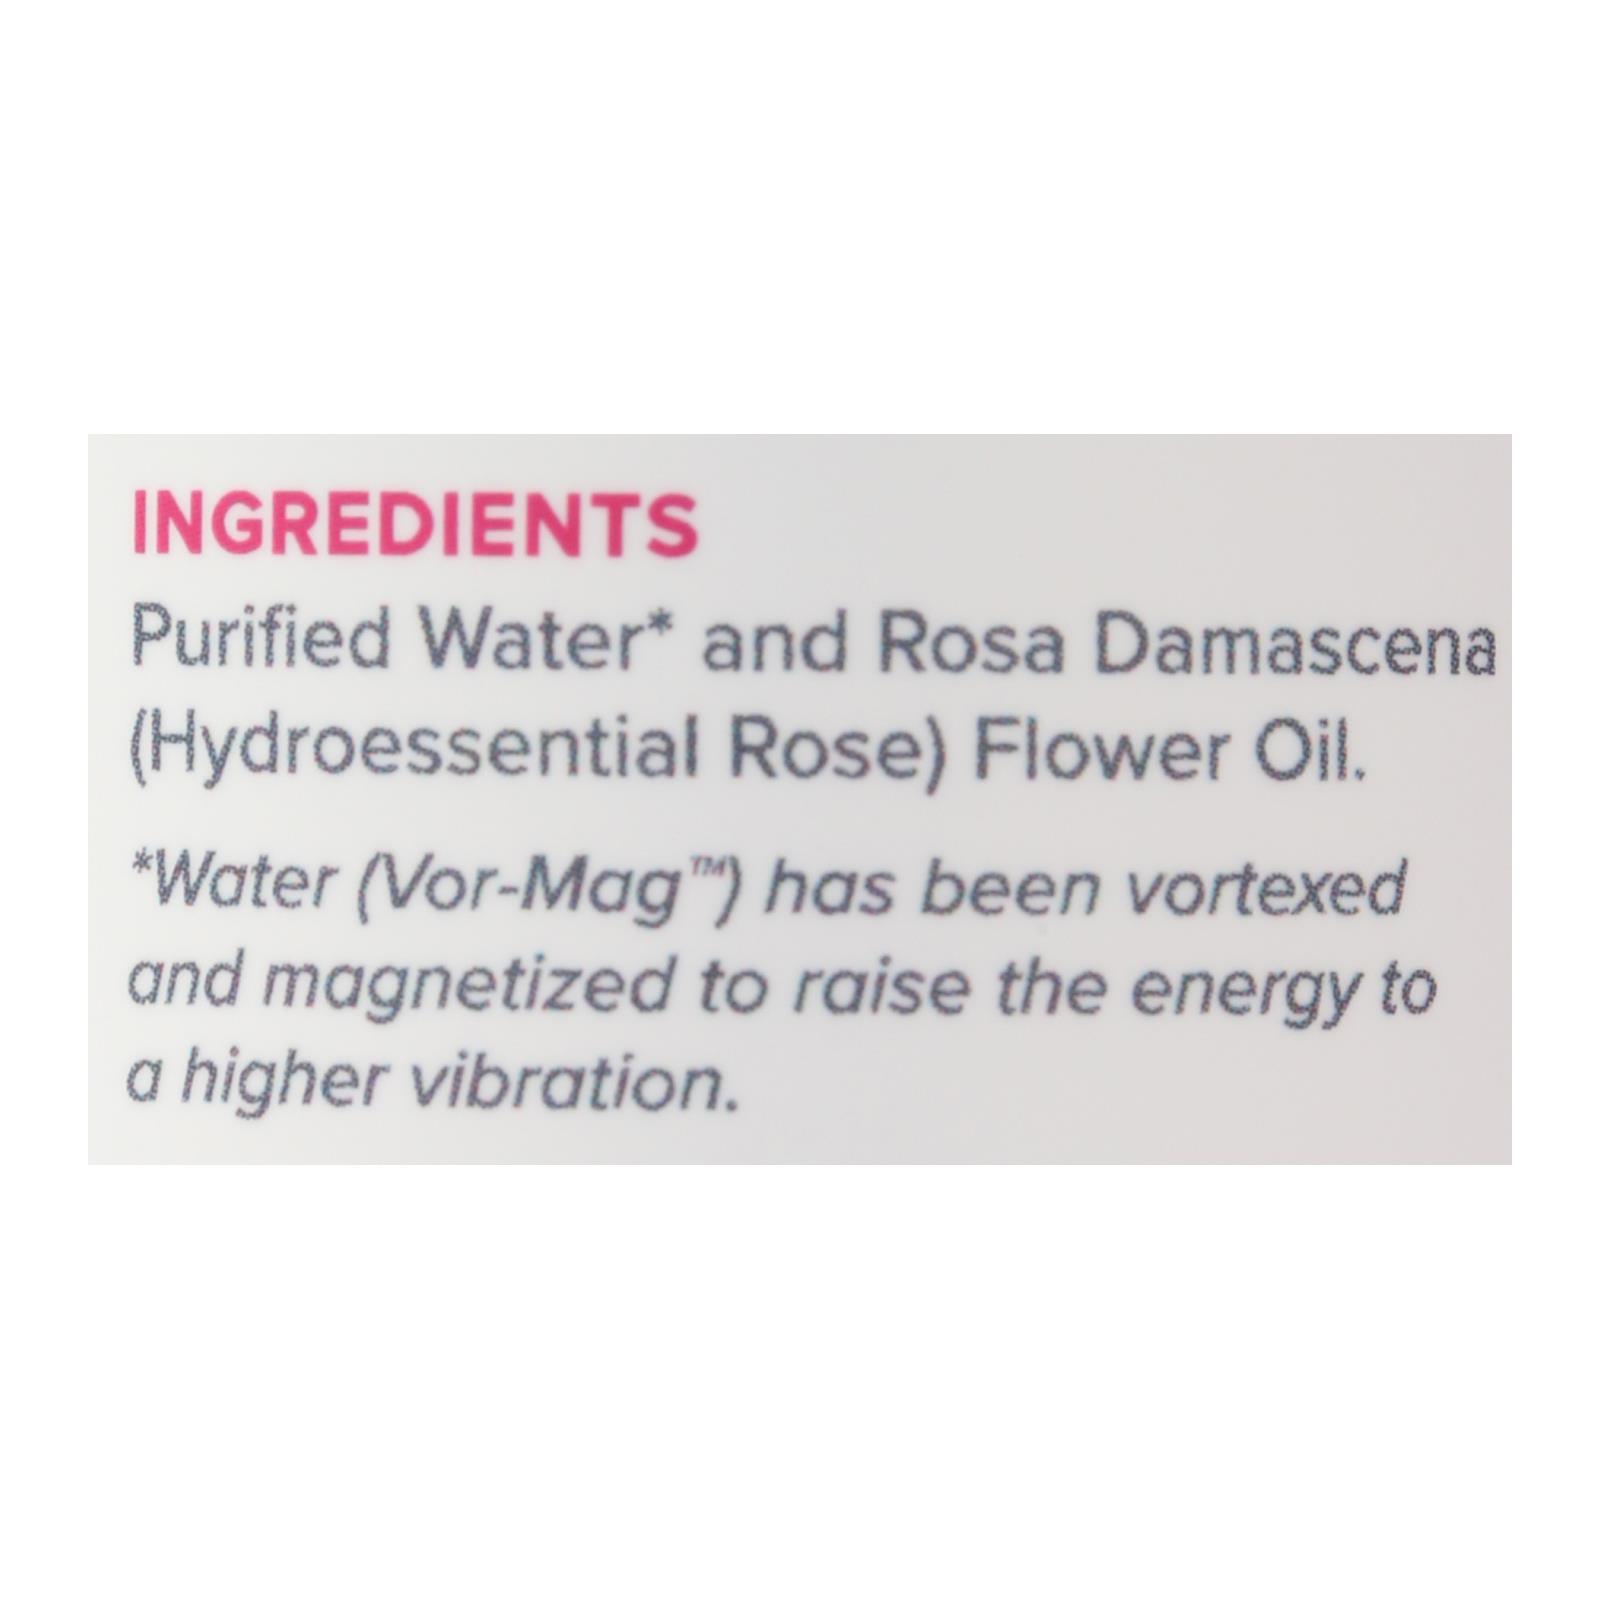 INGREDIENTS
Purified Water* and Rosa Damascena
(Hydroessential Rose) Flower Oil.
*Water (Vor-Mag™) has been vortexed
and magnetized to raise the energy to
a higher vibration.